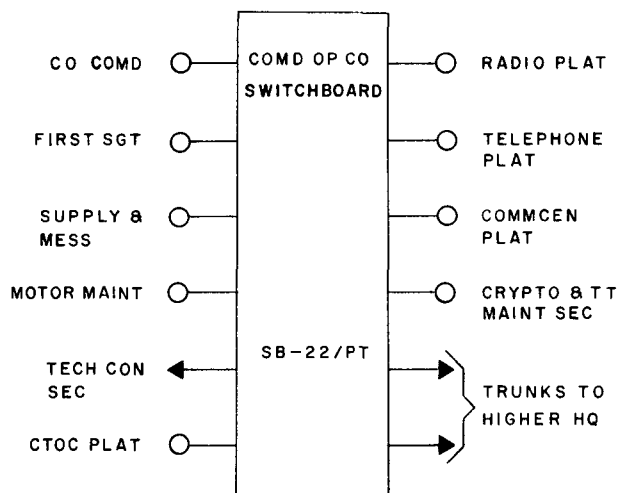 CO COMD
COMD OP CO
SWITCHBOARD
RADIO PLAT
FIRST SGT
TELEPHONE
PLAT
SUPPLY &
MESS
COMMCEN
PLAT
MOTOR MAINT
CRYPTO & TT
MAINT SEC
TECH CON
SEC
SB-22/PT
TRUNKS TO
HIGHER HQ
CTOC PLAT